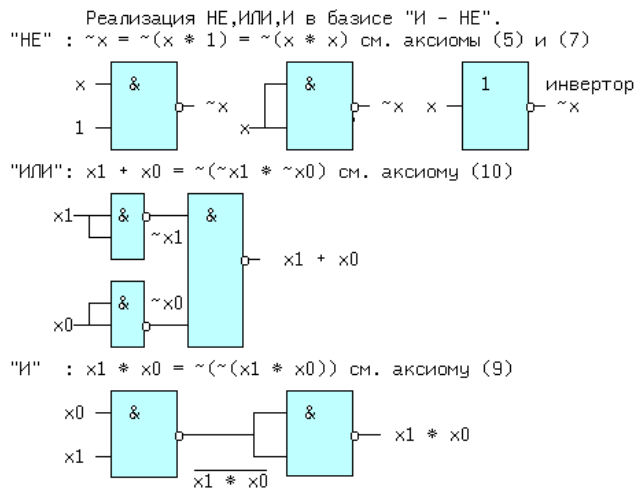 Реализация НЕ,ИЛИ,И в базисе "И - НЕ".
"НЕ" : ~x = ~(x * 1) = ~(x * x) см. аксиомы (5) и (7)
x & ~x x & ~x x 1 инвертор ~x
1
"ИЛИ": x1 + x0 = ~(~x1 * ~x0) см. аксиому (10)
x1 & ~x1 &
x1 + x0
x0 & ~x0
"И" : x1 * x0 = ~(~(x1 * x0)) см. аксиому (9)
x0 & &
x1 x1 * x0
x1 * x0